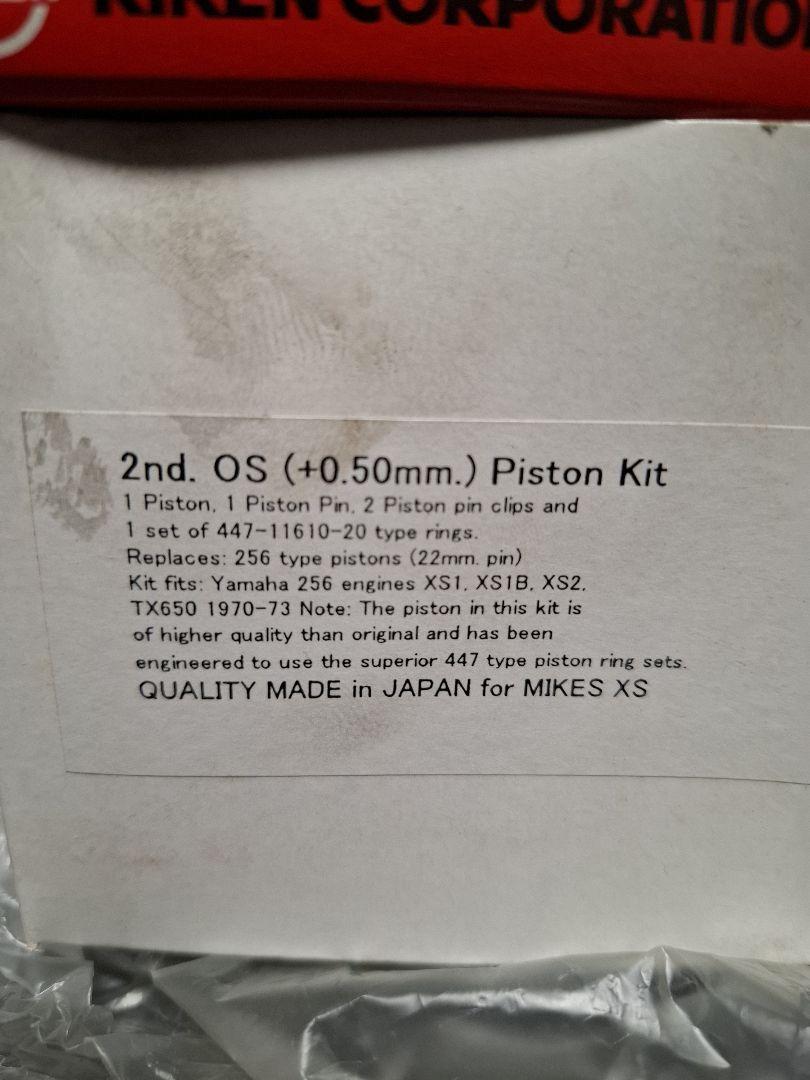 RIKEN CORPORATION
2nd. OS (+0.50mm.) Piston Kit
1 Piston, 1 Piston Pin, 2 Piston pin clips and
1 set of 447-11610-20 type rings.
Replaces: 256 type pistons (22mm. pin)
Kit fits: Yamaha 256 engines XS1, XS1B, XS2,
TX650 1970-73 Note: The piston in this kit is
of higher quality than original and has been
engineered to use the superior 447 type piston ring sets.
QUALITY MADE in JAPAN for MIKES XS